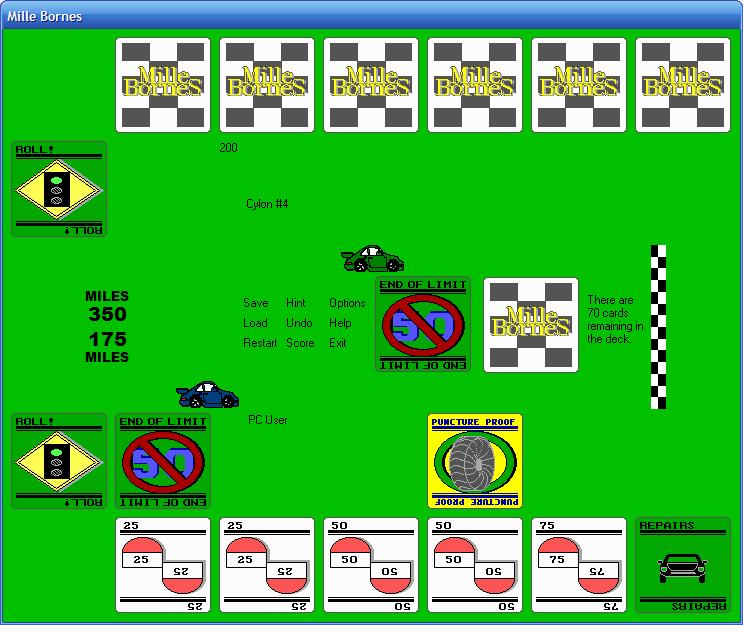 Mille Bornes
Mille BorneS
Mille BorneS
Mille BorneS
Mille BorneS
Mille BorneS
Mille BorneS
ROLL!
ROLL!
200
Cylon #4
MILES
350
175
MILES
Save Hint Options
Load Undo Help
Restart Score Exit
END OF LIMIT
50
END OF LIMIT
Mille BorneS
There are
70 cards
remaining in
the deck.
PC User
ROLL!
ROLL!
END OF LIMIT
50
END OF LIMIT
PUNCTURE PROOF
PUNCTURE PROOF
25
25
25
25
25
25
25
25
50
50
50
50
50
50
50
50
75
75
75
75
REPAIRS
REPAIRS